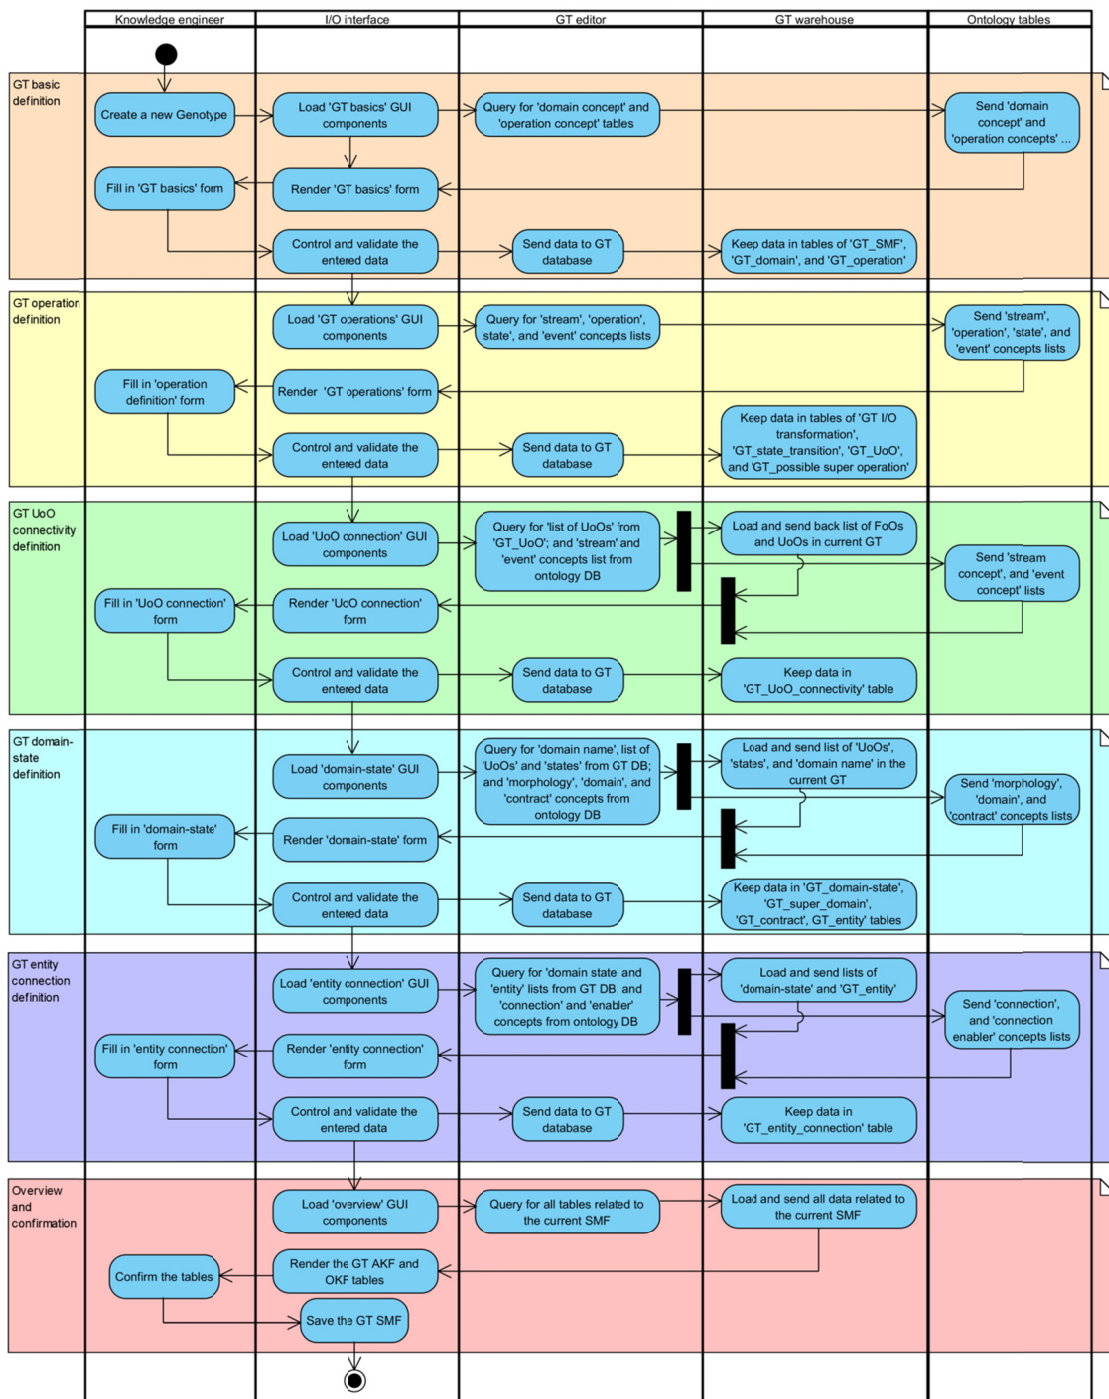 Knowledge engineer
I/O interface
GT editor
GT warehouse
Ontology tables
GT basic
definition
Create a new Genotype
Load 'GT basics' GUI
components
Query for 'domain concept' and
'operation concept' tables
Send 'domain
concept' and
'operation concepts' ...
Fill in 'GT basics' form
Render 'GT basics' form
Control and validate the
entered data
Send data to GT
database
Keep data in tables of 'GT_SMF',
'GT_domain', and 'GT_operation'
GT operation
definition
Load 'GT operations' GUI
components
Query for 'stream', 'operation',
state', and 'event' concepts lists
Send 'stream',
'operation', 'state', and
'event' concepts lists
Fill in 'operation
definition' form
Render 'GT operations' form
Control and validate the
entered data
Send data to GT
database
Keep data in tables of 'GT I/O
transformation',
'GT_state_transition', 'GT_UoO',
and 'GT_possible super operation'
GT UoO
connectivity
definition
Load 'UoO connection' GUI
components
Query for 'list of UoOs' from
'GT_UoO'; and 'stream' and
'event' concepts list from
ontology DB
Load and send back list of FoOs
and UoOs in current GT
Send 'stream
concept', and 'event
concept' lists
Fill in 'UoO connection'
form
Render 'UoO connection'
form
Control and validate the
entered data
Send data to GT
database
Keep data in
'GT_UoO_connectivity' table
GT domain-
state
definition
Load 'domain-state' GUI
components
Query for 'domain name', list of
'UoOs' and 'states' from GT DB;
and 'morphology', 'domain', and
'contract' concepts from
ontology DB
Load and send list of 'UoOs',
'states', and 'domain name' in the
current GT
Send 'morphology',
'domain', and
'contract' concepts lists
Fill in 'domain-state'
form
Render 'domain-state' form
Control and validate the
entered data
Send data to GT
database
Keep data in 'GT_domain-state',
'GT_super_domain',
'GT_contract', GT_entity' tables
GT entity
connection
definition
Load 'entity connection' GUI
components
Query for 'domain state and
'entity' lists from GT DB and
'connection' and 'enabler'
concepts from ontology DB
Load and send lists of
'domain-state' and 'GT_entity'
Send 'connection',
and 'connection
enabler' concepts lists
Fill in 'entity connection'
form
Render 'entity connection'
form
Control and validate the
entered data
Send data to GT
database
Keep data in
'GT_entity_connection' table
Overview
and
confirmation
Load 'overview' GUI
components
Query for all tables related to
the current SMF
Load and send all data related to
the current SMF
Confirm the tables
Render the GT AKF and
OKF tables
Save the GT SMF